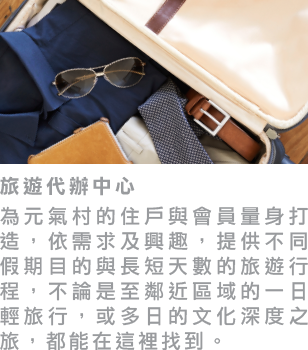 旅遊代辦中心
為元氣村的住戶與會員量身打
造，依需求及興趣，提供不同
假期目的與長短天數的旅遊行
程，不論是至鄰近區域的一日
輕旅行，或多日的文化深度之
旅，都能在這裡找到。